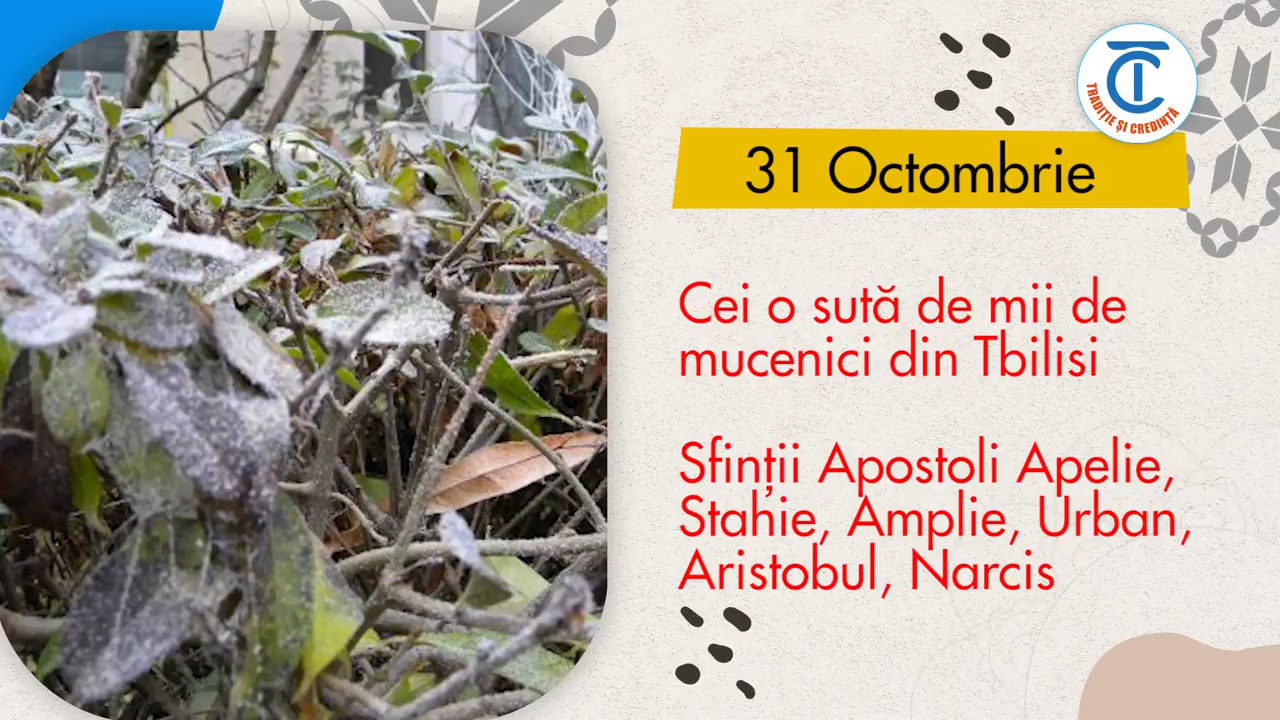 TC
TRADIȚIE ȘI CREDINȚĂ
31 Octombrie
Cei o sută de mii de
mucenici din Tbilisi
Sfinții Apostoli Apelie,
Stahie, Amplie, Urban,
Aristobul, Narcis